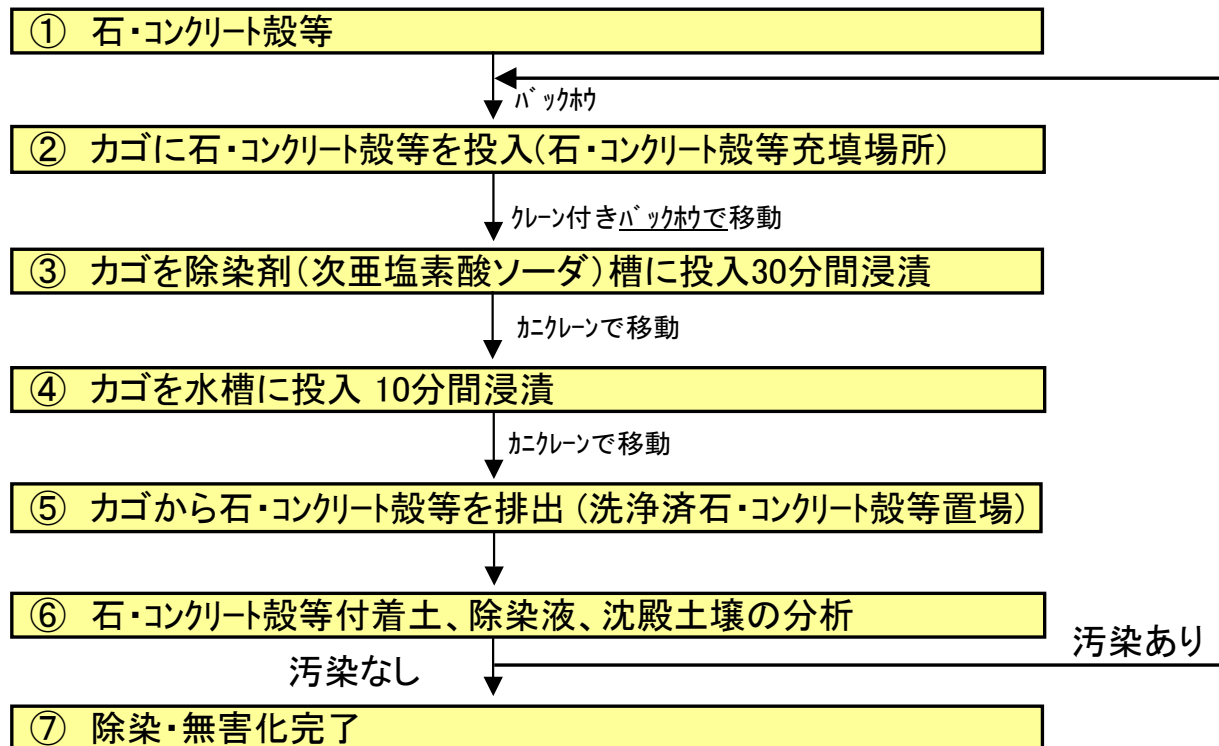 ① 石・コンクリート殻等
バックホウ
② カゴに石・コンクリート殻等を投入(石・コンクリート殻等充填場所)
クレーン付きバックホウで移動
③ カゴを除染剤(次亜塩素酸ソーダ)槽に投入30分間浸漬
カニクレーンで移動
④ カゴを水槽に投入 10分間浸漬
カニクレーンで移動
⑤ カゴから石・コンクリート殻等を排出 (洗浄済石・コンクリート殻等置場)
⑥ 石・コンクリート殻等付着土、除染液、沈殿土壌の分析
汚染あり
汚染なし
⑦ 除染・無害化完了